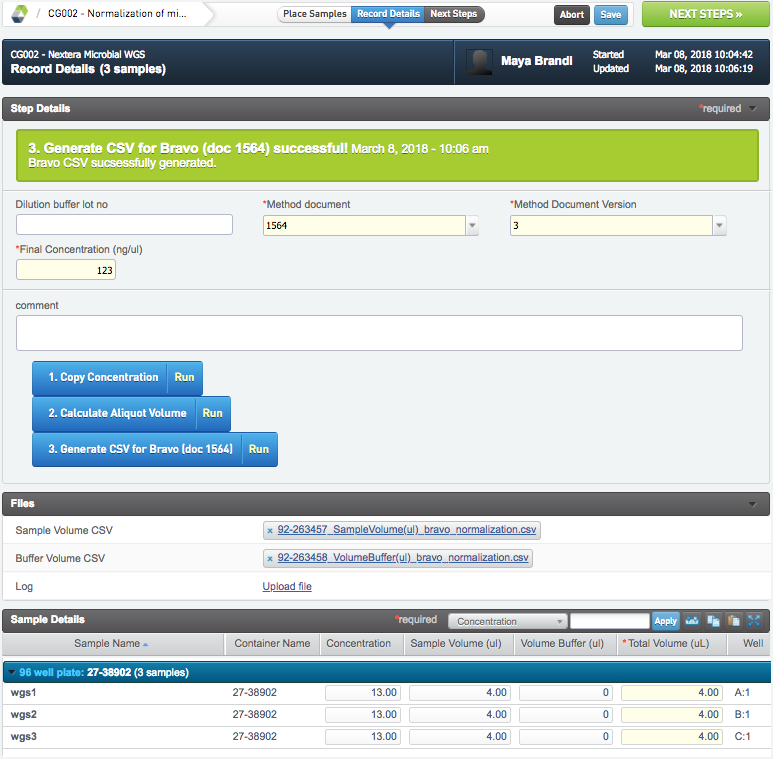 CG002 - Normalization of mi...
Place Samples Record Details Next Steps
Abort Save NEXT STEPS »
CG002 - Nextera Microbial WGS
Record Details (3 samples)
Maya Brandi
Started Mar 08, 2018 10:04:42
Updated Mar 08, 2018 10:06:19
Step Details *required
3. Generate CSV for Bravo (doc 1564) successful! March 8, 2018 - 10:06 am
Bravo CSV sucsessfully generated.
Dilution buffer lot no *Method document *Method Document Version
1564 3
*Final Concentration (ng/ul)
123
comment
1. Copy Concentration Run
2. Calculate Aliquot Volume Run
3. Generate CSV for Bravo (doc 1564) Run
Files
Sample Volume CSV × 92-263457_SampleVolume(ul)_bravo_normalization.csv
Buffer Volume CSV × 92-263458_VolumeBuffer(ul)_bravo_normalization.csv
Log Upload file
Sample Details *required Concentration Apply
Sample Name Container Name Concentration Sample Volume (ul) Volume Buffer (ul) *Total Volume (uL) Well
96 well plate: 27-38902 (3 samples)
wgs1 27-38902 13.00 4.00 0 4.00 A:1
wgs2 27-38902 13.00 4.00 0 4.00 B:1
wgs3 27-38902 13.00 4.00 0 4.00 C:1